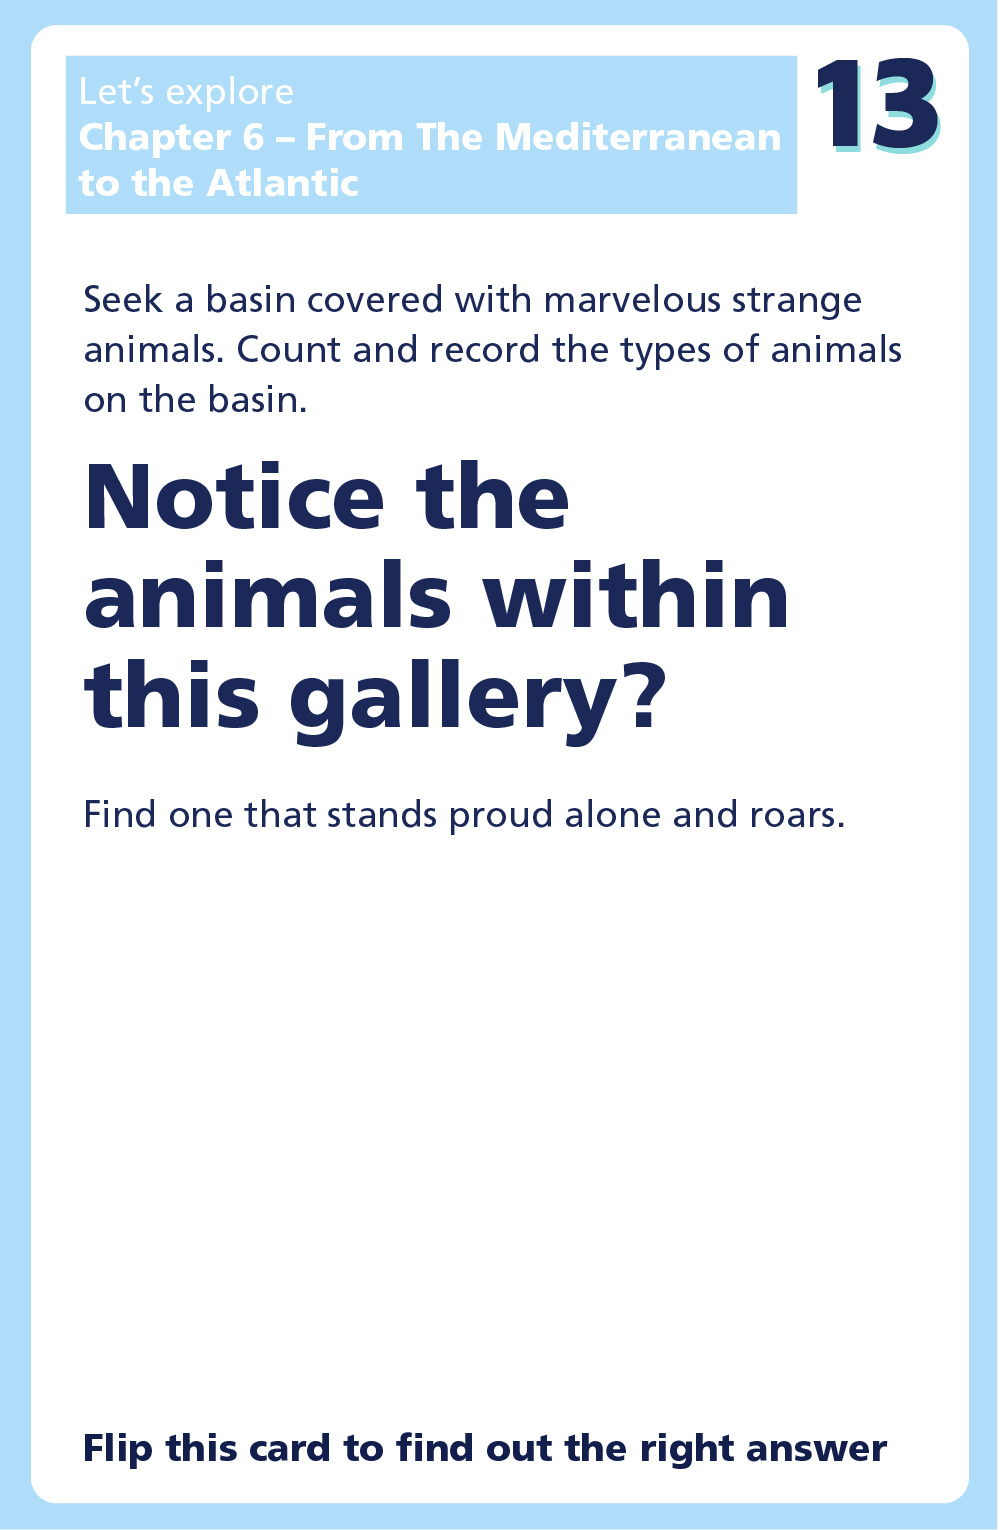 Let’s explore
Chapter 6 – From The Mediterranean
to the Atlantic
13
Seek a basin covered with marvelous strange
animals. Count and record the types of animals
on the basin.
Notice the
animals within
this gallery?
Find one that stands proud alone and roars.
Flip this card to find out the right answer